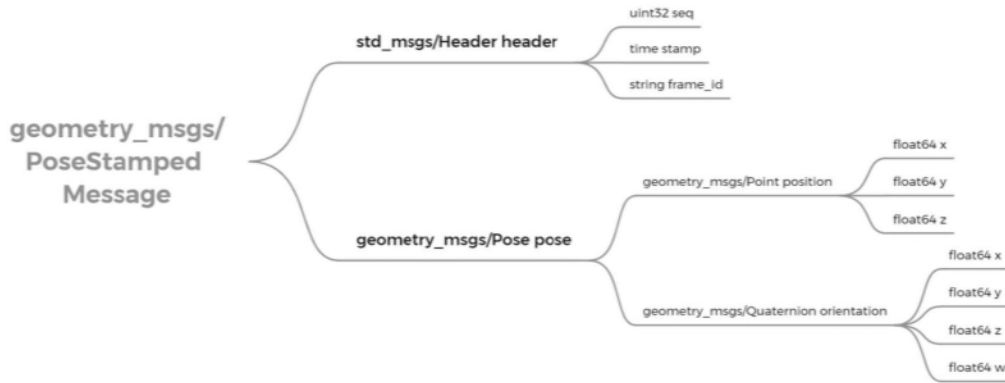 geometry_msgs/
PoseStamped
Message
std_msgs/Header header
uint32 seq
time stamp
string frame_id
geometry_msgs/Pose pose
geometry_msgs/Point position
float64 x
float64 y
float64 z
geometry_msgs/Quaternion orientation
float64 x
float64 y
float64 z
float64 w